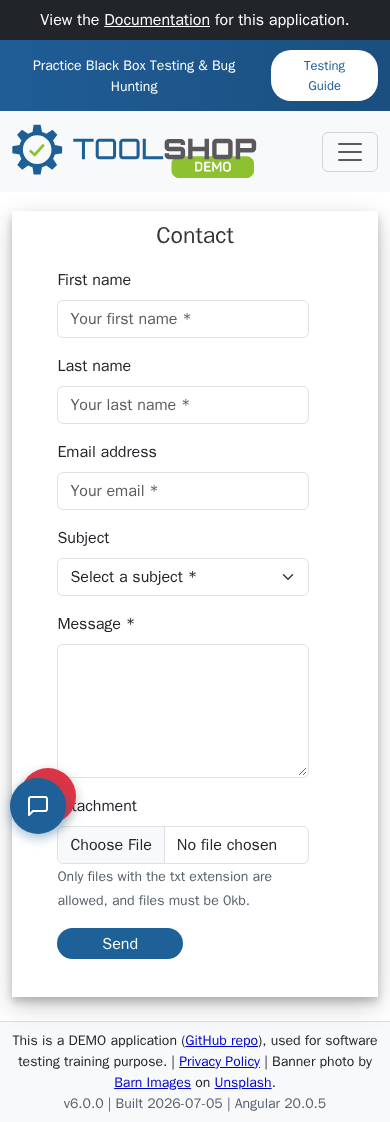 View the Documentation for this application.
Practice Black Box Testing & Bug
Hunting
Testing
Guide
TOOLSHOP
DEMO
Contact
First name
Your first name *
Last name
Your last name *
Email address
Your email *
Subject
Select a subject *
Message *
tachment
Choose File No file chosen
Only files with the txt extension are
allowed, and files must be 0kb.
Send
This is a DEMO application (GitHub repo), used for software
testing training purpose. | Privacy Policy | Banner photo by
Barn Images on Unsplash.
v6.0.0 | Built 2026-07-05 | Angular 20.0.5